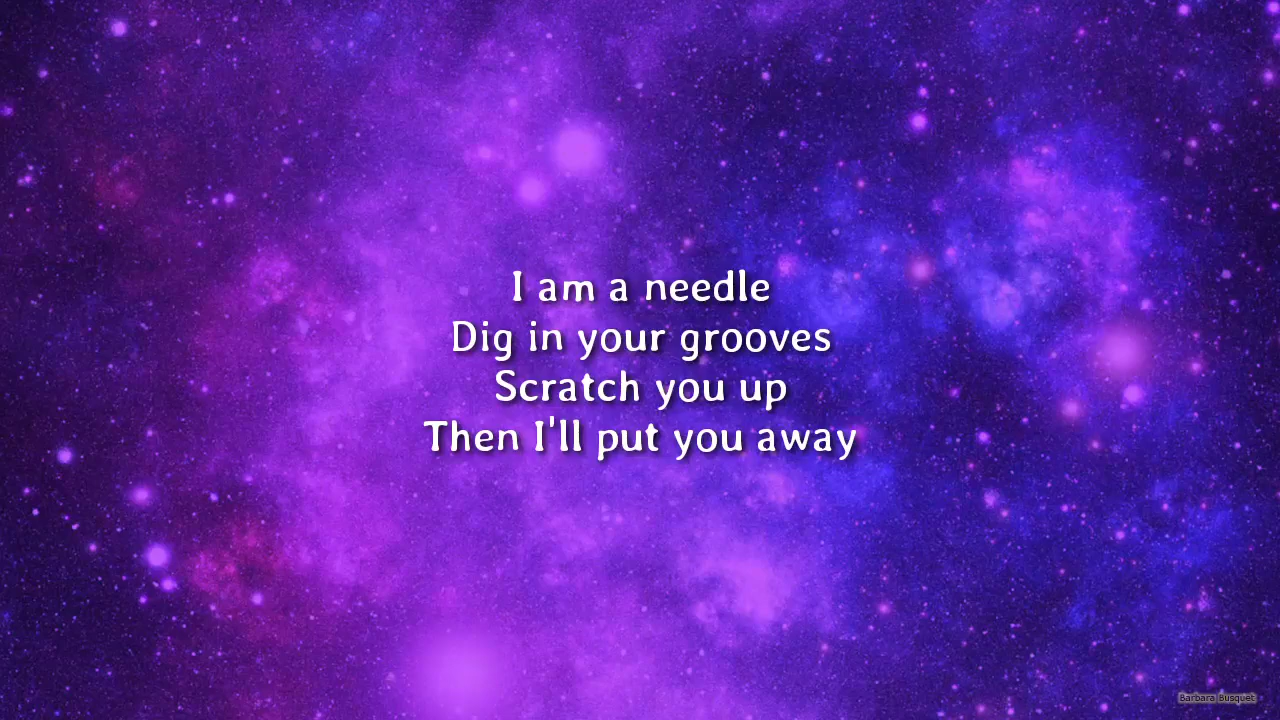 I am a needle
Dig in your grooves
Scratch you up
Then I'll put you away
Barbara Busquet